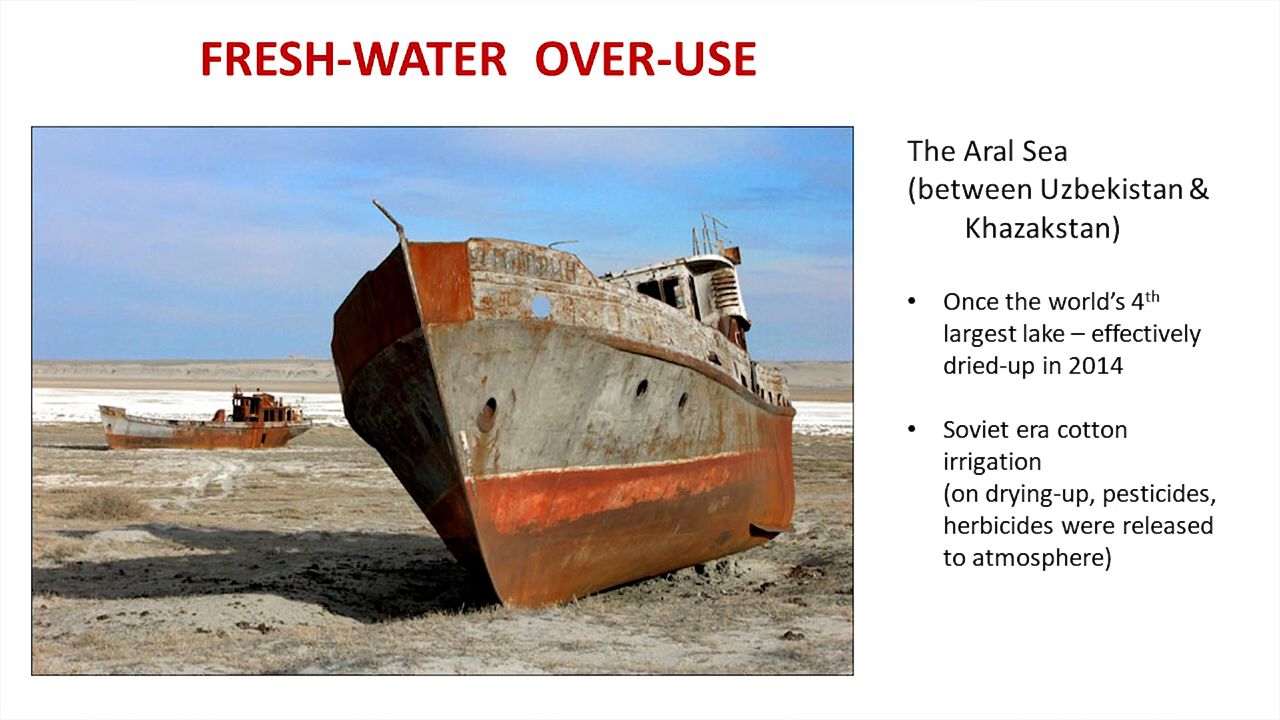 FRESH-WATER OVER-USE
The Aral Sea
(between Uzbekistan &
Khazakstan)
• Once the world’s 4th
largest lake – effectively
dried-up in 2014
• Soviet era cotton
irrigation
(on drying-up, pesticides,
herbicides were released
to atmosphere)